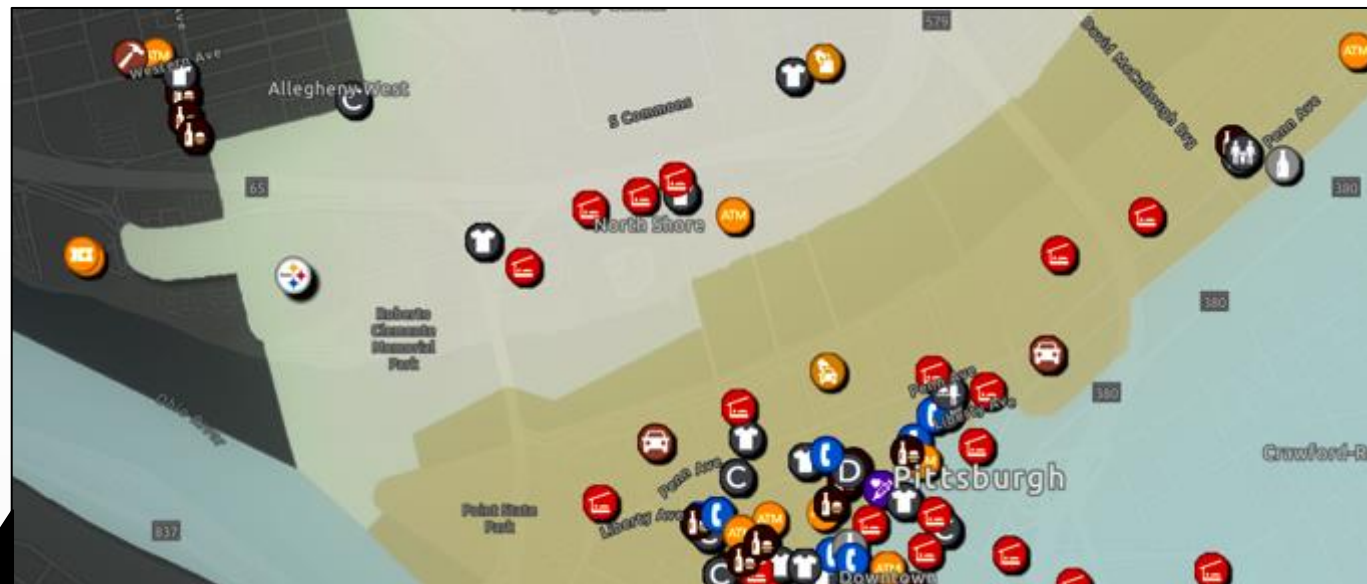 579
Western Ave
ATM
Allegheny West
C
S Commons
David McCullough Brg
ATM
Penn Ave
65
380
North Shore
ATM
380
Roberto
Clemente
Memorial
Park
Ohio River
Penn Ave
Liberty Ave
380
Crawford-R
Penn Ave
C
D
Pittsburgh
Point State
Park
Liberty Ave
ATM
ATM
C
837
C
ATM
Downtown